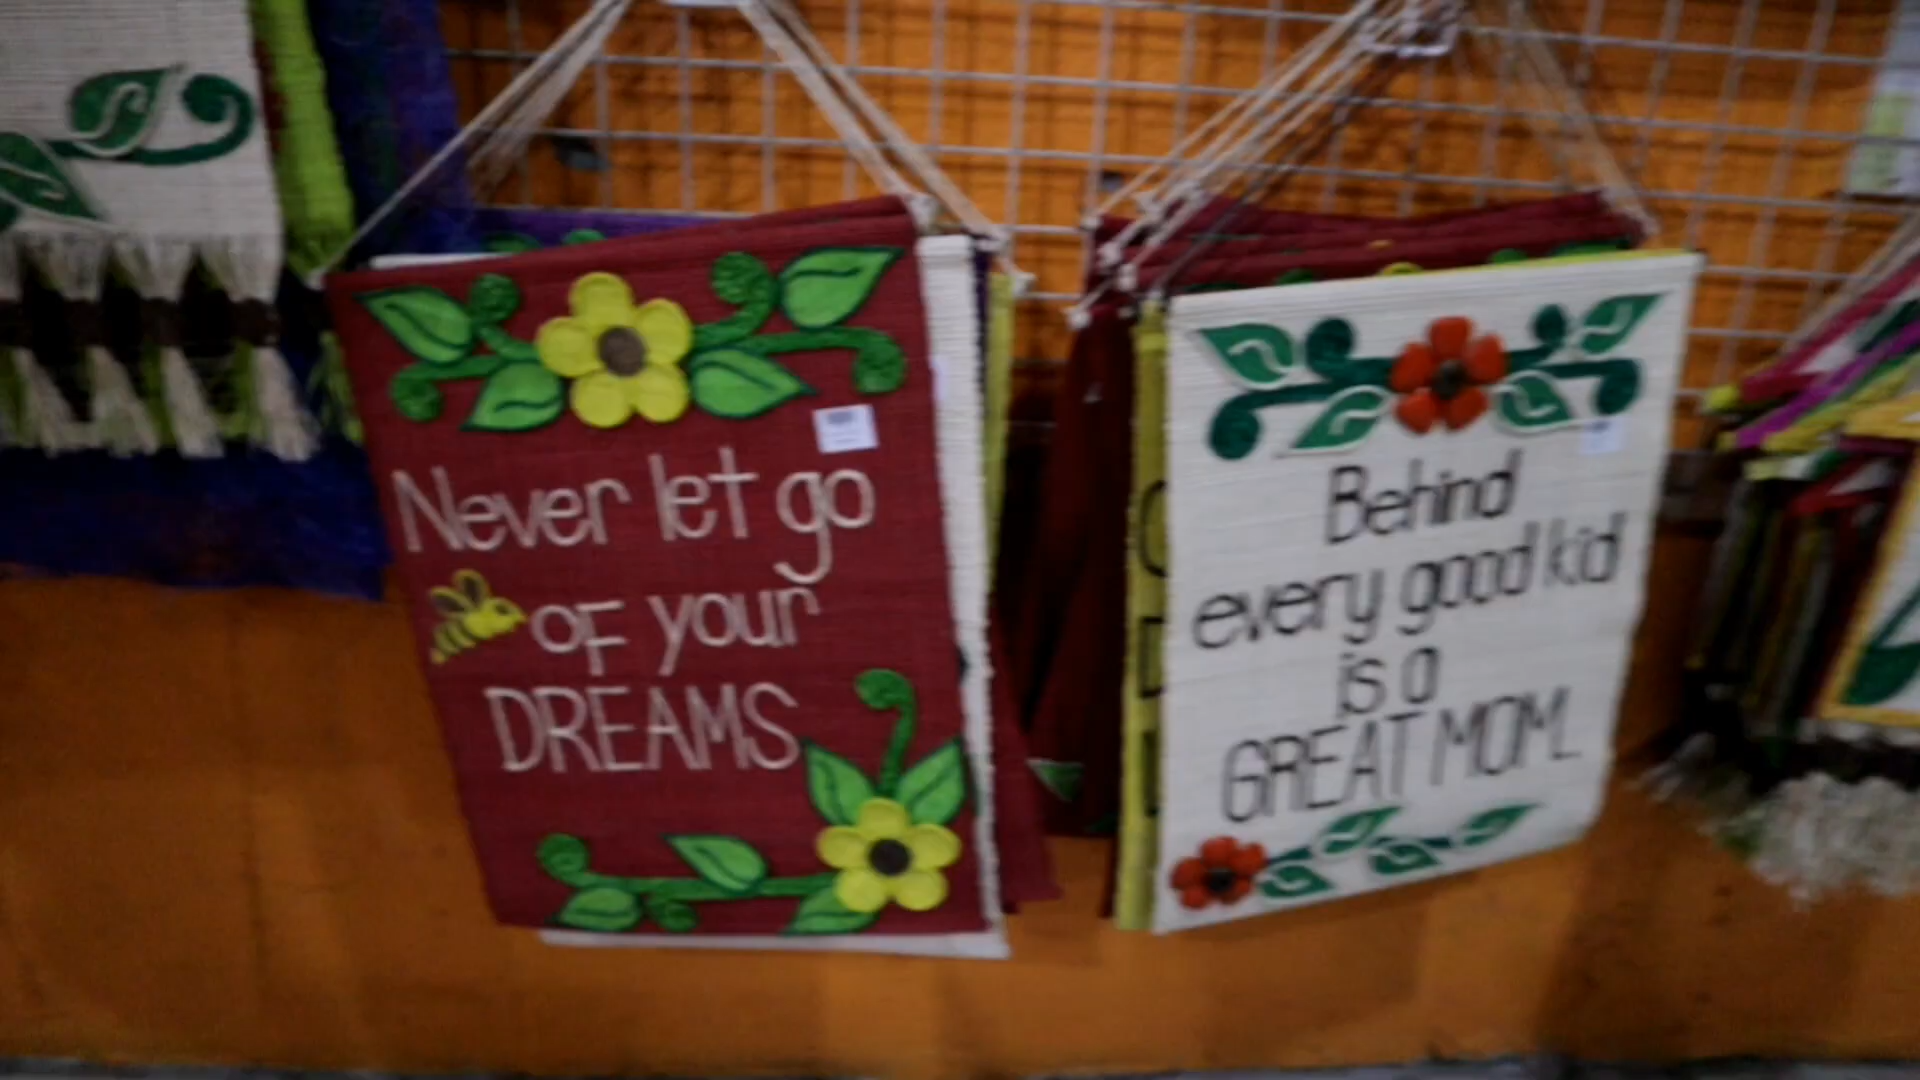 Never let go
of your
DREAMS
Behind
every good kid
is a
GREAT MOM.